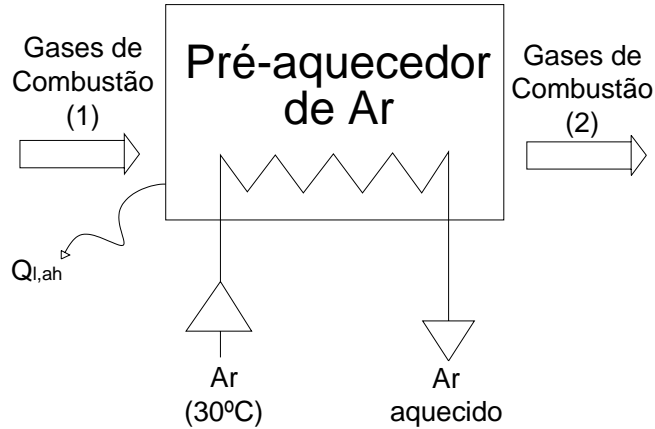 Gases de
Combustão
(1)
Pré-aquecedor
de Ar
Gases de
Combustão
(2)
Ql,ah
Ar
(30ºC)
Ar
aquecido